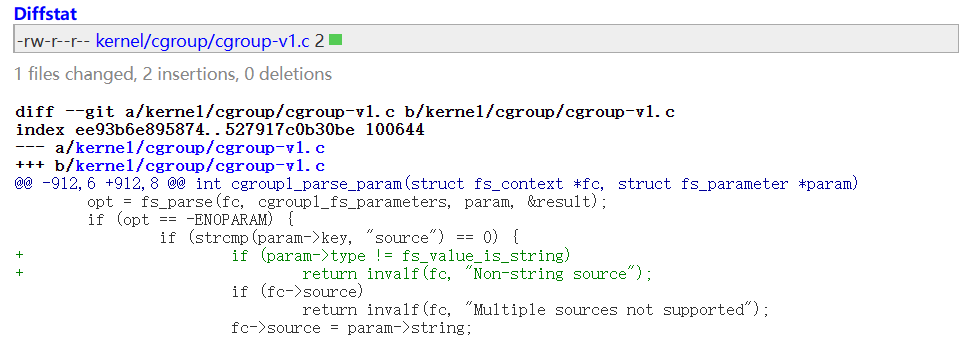 Diffstat
-rw-r--r-- kernel/cgroup/cgroup-v1.c 2
1 files changed, 2 insertions, 0 deletions
diff --git a/kernel/cgroup/cgroup-v1.c b/kernel/cgroup/cgroup-v1.c
index ee93b6e895874..527917c0b30be 100644
--- a/kernel/cgroup/cgroup-v1.c
+++ b/kernel/cgroup/cgroup-v1.c
@@ -912,6 +912,8 @@ int cgroup1_parse_param(struct fs_context *fc, struct fs_parameter *param)
opt = fs_parse(fc, cgroup1_fs_parameters, param, &result);
if (opt == -ENOPARAM) {
if (strcmp(param->key, "source") == 0) {
+ if (param->type != fs_value_is_string)
+ return invalf(fc, "Non-string source");
if (fc->source)
return invalf(fc, "Multiple sources not supported");
fc->source = param->string;